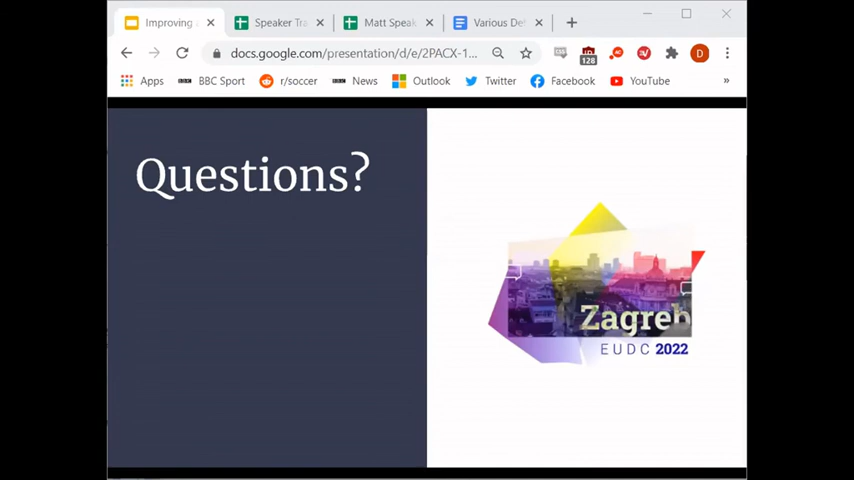 Improving
Speaker Tra
Matt Speak
Various De
docs.google.com/presentation/d/e/2PACX-1...
128
D
Apps
BBC Sport
r/soccer
News
Outlook
Twitter
Facebook
YouTube
»
Questions?
Zagreb
EUDC 2022